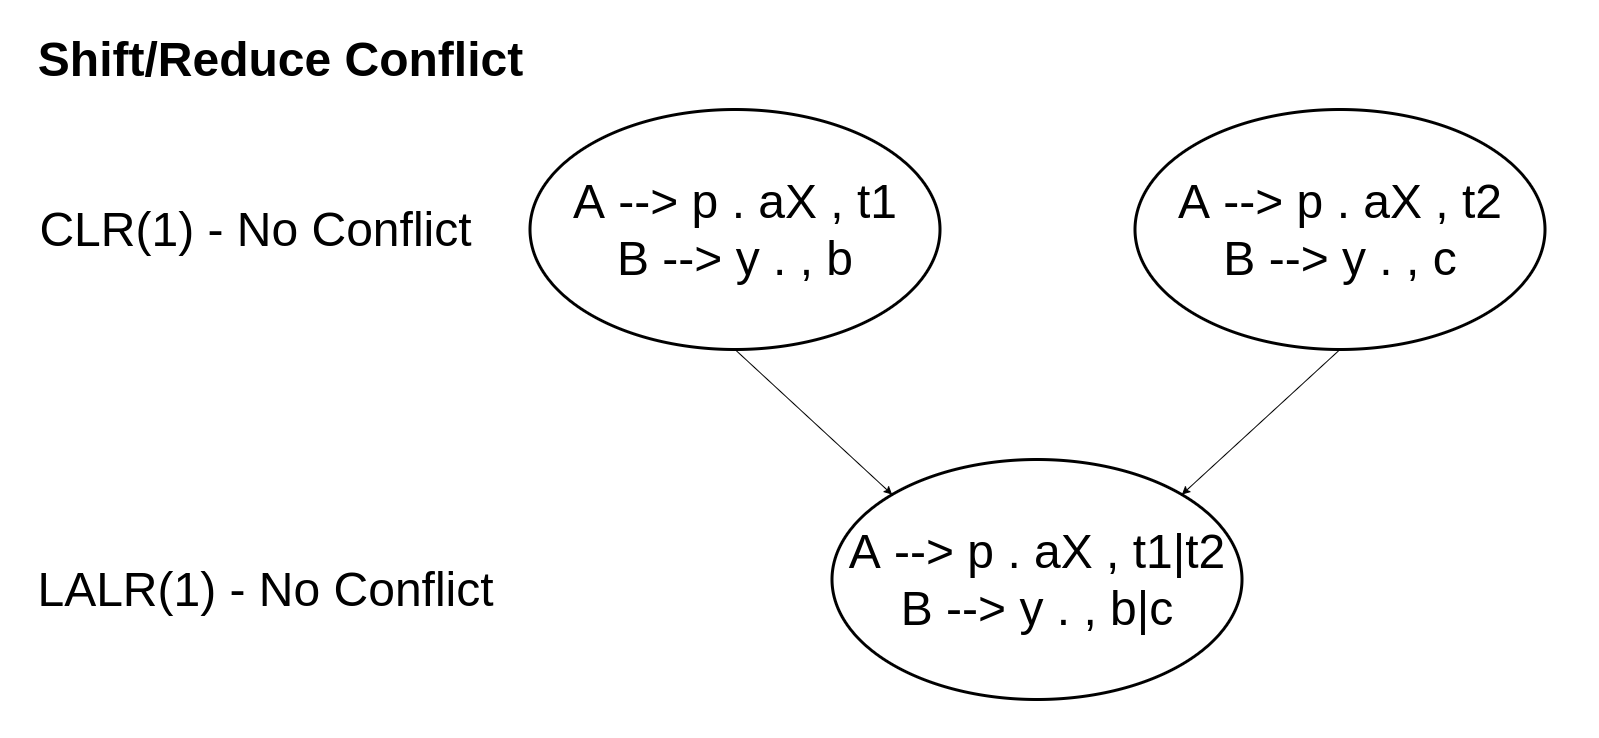 Shift/Reduce Conflict
CLR(1) - No Conflict
A --> p . aX , t1
B --> y . , b
A --> p . aX , t2
B --> y . , c
LALR(1) - No Conflict
A --> p . aX , t1|t2
B --> y . , b|c